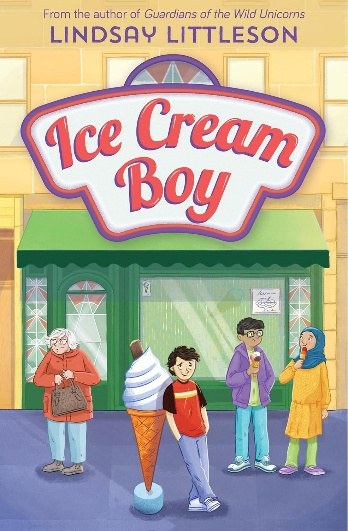 From the author of Guardians of the Wild Unicorns
LINDSAY LITTLESON
Ice Cream
Boy